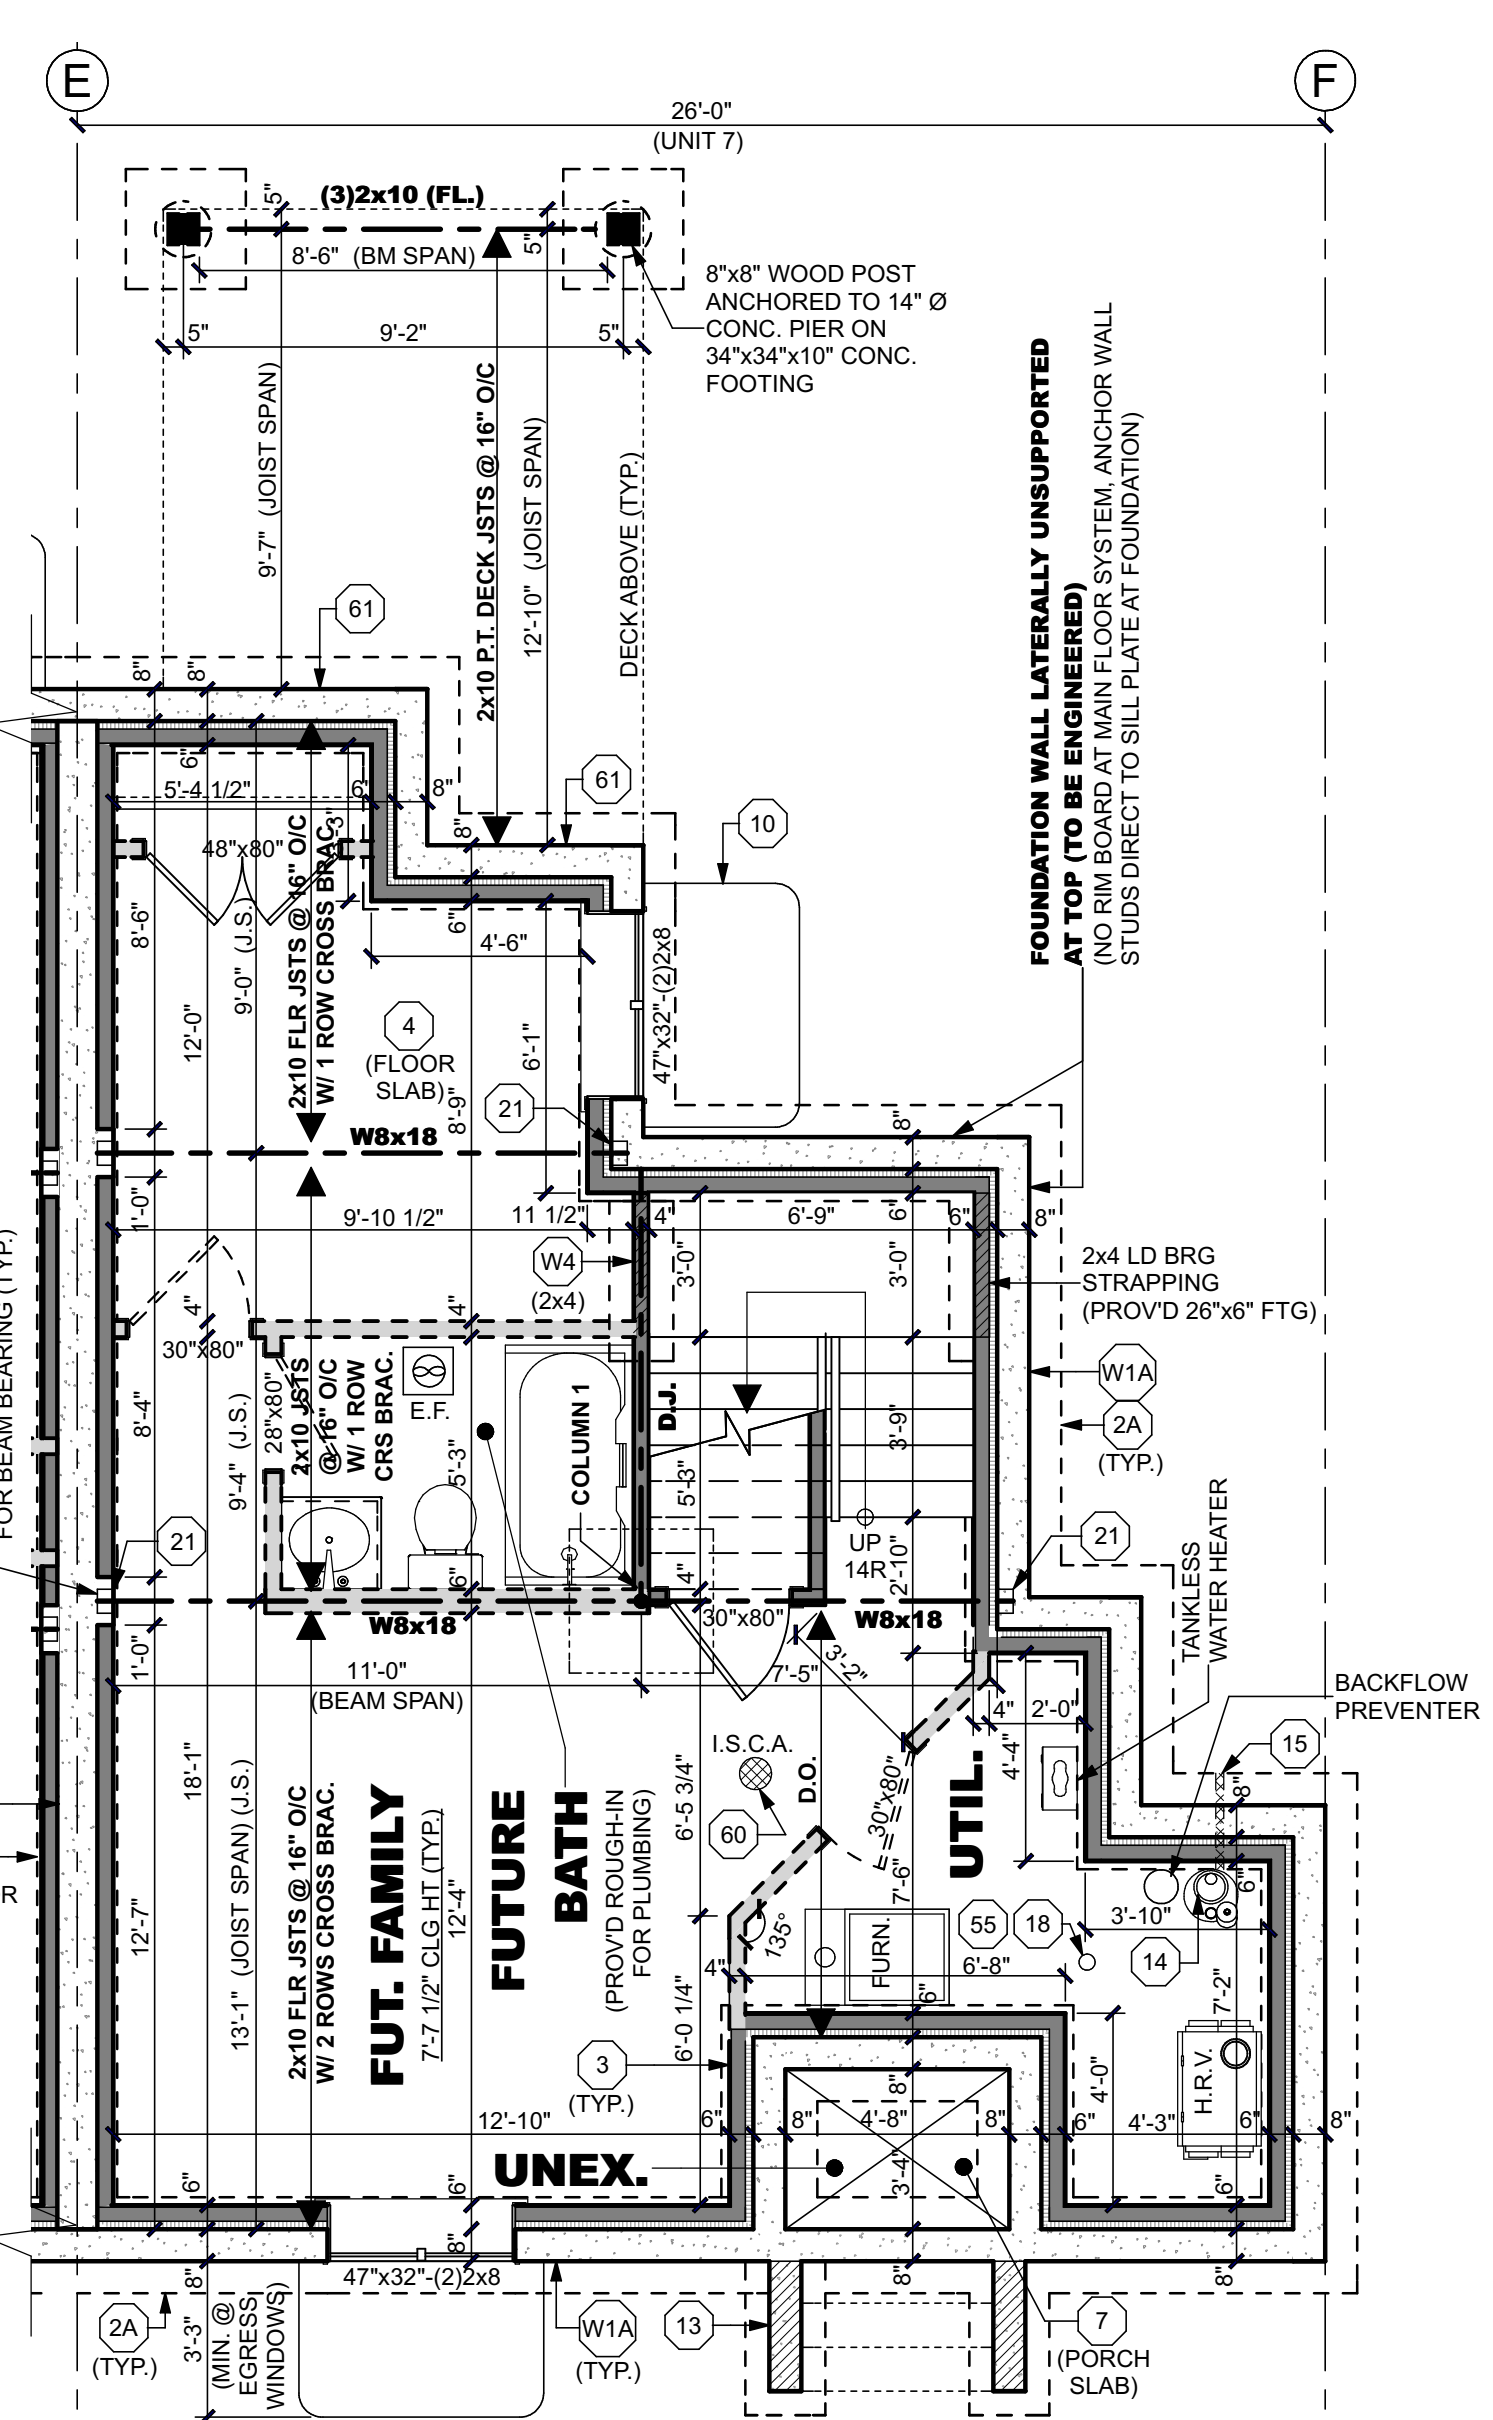 E
F
26'-0"
(UNIT 7)
(3)2x10 (FL.)
5"
5"
8'-6" (BM SPAN)
8"x8" WOOD POST
ANCHORED TO 14" Ø
CONC. PIER ON
34"x34"x10" CONC.
FOOTING
5"
9'-2"
5"
9'-7" (JOIST SPAN)
2x10 P.T. DECK JSTS @ 16" O/C
12'-10" (JOIST SPAN)
DECK ABOVE (TYP.)
FOUNDATION WALL LATERALLY UNSUPPORTED
AT TOP (TO BE ENGINEERED)
(NO RIM BOARD AT MAIN FLOOR SYSTEM, ANCHOR WALL
STUDS DIRECT TO SILL PLATE AT FOUNDATION)
61
8"
8"
6"
5'-4 1/2"
6"
8"
61
10
8"
48"x80"
8'-6"
9'-0" (J.S.)
2x10 FLR JSTS @ 16" O/C
W/ 1 ROW CROSS BRAC.
6"
4'-6"
12'-0"
4
(FLOOR
SLAB)
6'-1"
47"x32"-(2)2x8
8'-9"
21
W8x18
8"
1'-0"
9'-10 1/2"
11 1/2"
4"
6'-9"
6"
6"
8"
W4
(2x4)
3'-0"
3'-0"
2x4 LD BRG
STRAPPING
(PROV'D 26"x6" FTG)
FOR BEAM BEARING (TYP.)
4"
4"
30"x80"
28"x80"
2x10 JSTS
@ 16" O/C
W/ 1 ROW
CRS BRAC.
E.F.
D.J.
W1A
2A
(TYP.)
8'-4"
9'-4" (J.S.)
5'-3"
COLUMN 1
5'-3"
3'-9"
UP
14R
21
21
TANKLESS
WATER HEATER
2'-10"
6"
4"
W8x18
30"x80"
W8x18
1'-0"
11'-0"
(BEAM SPAN)
7'-5"
3'-2"
4"
2'-0"
BACKFLOW
PREVENTER
15
I.S.C.A.
60
D.O.
30"x80"
UTIL.
4'-4"
8"
6"
18'-1"
6'-5 3/4"
7'-6"
12'-7"
13'-1" (JOIST SPAN) (J.S.)
2x10 FLR JSTS @ 16" O/C
W/ 2 ROWS CROSS BRAC.
FUT. FAMILY
7'-7 1/2" CLG HT (TYP.)
12'-4"
FUTURE
BATH
(PROV'D ROUGH-IN
FOR PLUMBING)
R
135°
FURN.
55
18
3'-10"
14
4"
6'-8"
6"
7'-2"
6'-0 1/4"
3
(TYP.)
8"
4'-0"
H.R.V.
12'-10"
6"
8"
4'-8"
8"
6"
4'-3"
6"
8"
UNEX.
3'-4"
6"
6"
6"
8"
47"x32"-(2)2x8
8"
8"
8"
3'-3"
(MIN. @
EGRESS
WINDOWS)
2A
(TYP.)
W1A
(TYP.)
13
7
(PORCH
SLAB)